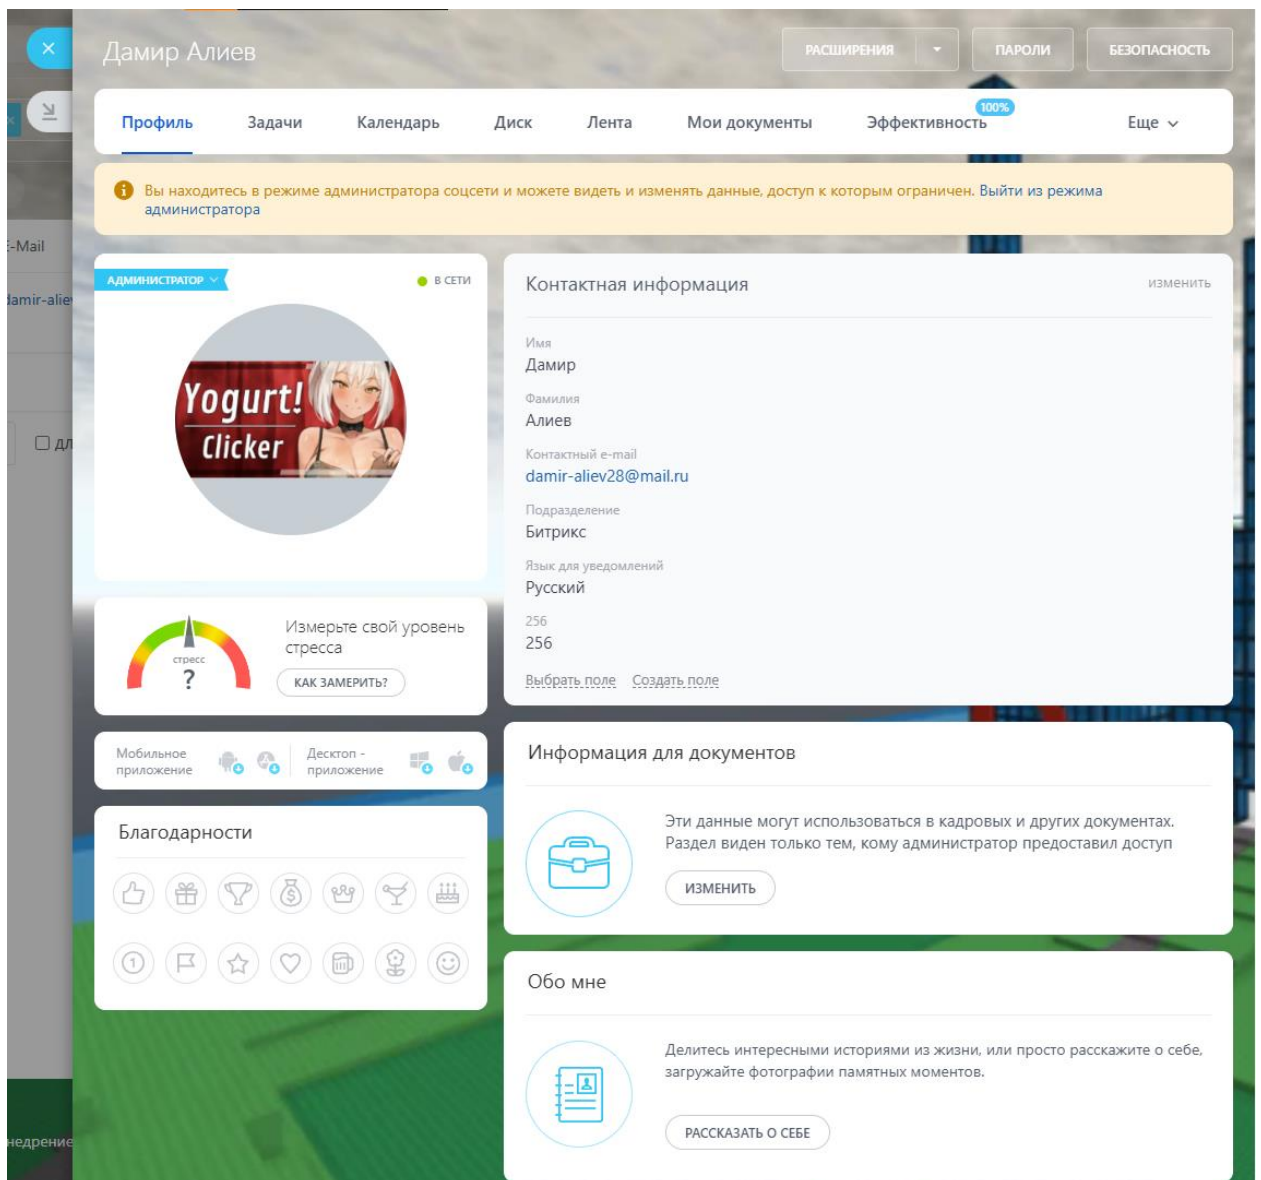 Дамир Алиев
РАСШИРЕНИЯ
ПАРОЛИ
БЕЗОПАСНОСТЬ
Профиль
Задачи
Календарь
Диск
Лента
Мои документы
Эффективность
100%
Еще
Вы находитесь в режиме администратора соцсети и можете видеть и изменять данные, доступ к которым ограничен. Выйти из режима
администратора
E-Mail
damir-alie
дл
недрение
АДМИНИСТРАТОР
В СЕТИ
Yogurt!
Clicker
Измерьте свой уровень
стресса
стресс
?
КАК ЗАМЕРИТЬ?
Мобильное
приложение
Десктоп -
приложение
Благодарности
Контактная информация
изменить
Имя
Дамир
Фамилия
Алиев
Контактный e-mail
damir-aliev28@mail.ru
Подразделение
Битрикс
Язык для уведомлений
Русский
256
256
Выбрать поле
Создать поле
Информация для документов
Эти данные могут использоваться в кадровых и других документах.
Раздел виден только тем, кому администратор предоставил доступ
ИЗМЕНИТЬ
Обо мне
Делитесь интересными историями из жизни, или просто расскажите о себе,
загружайте фотографии памятных моментов.
РАССКАЗАТЬ О СЕБЕ